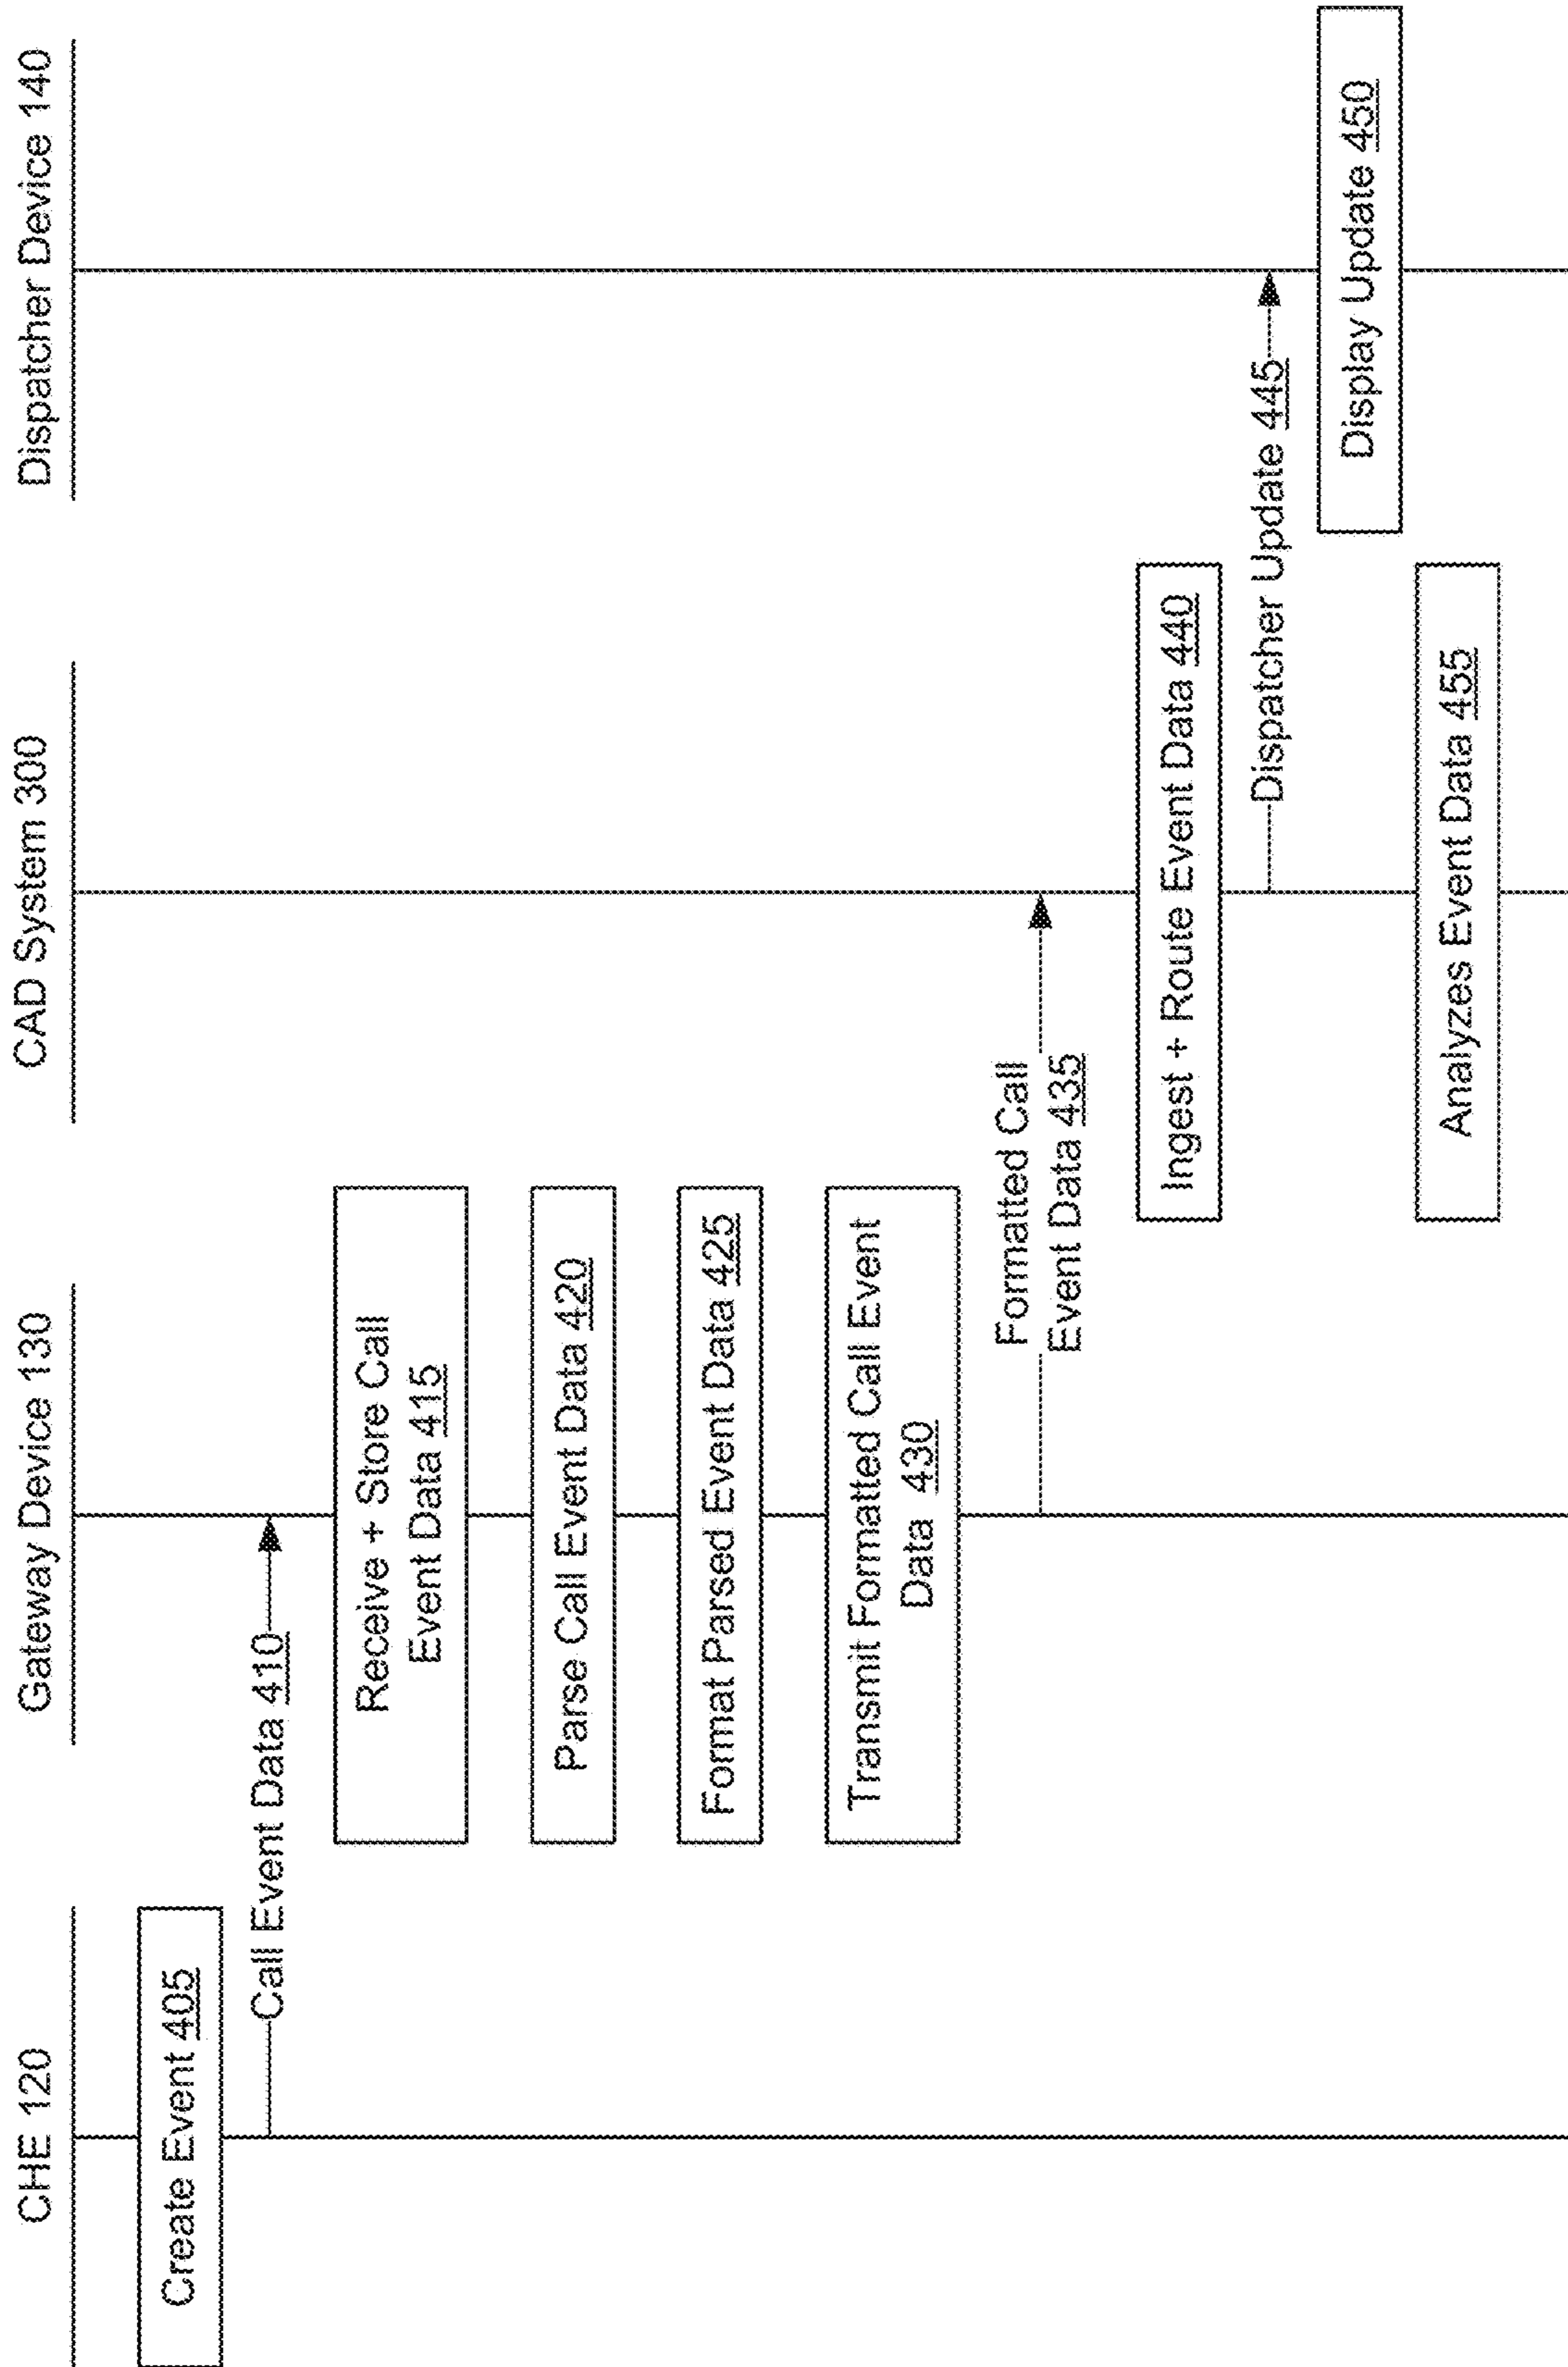 CHE 120
Gateway Device 130
CAD System 300
Dispatcher Device 140
Create Event 405
Call Event Data 410
Receive + Store Call
Event Data 415
Parse Call Event Data 420
Format Parsed Event Data 425
Transmit Formatted Call Event
Data 430
Formatted Call
Event Data 435
Ingest + Route Event Data 440
Dispatcher Update 445
Display Update 450
Analyzes Event Data 455